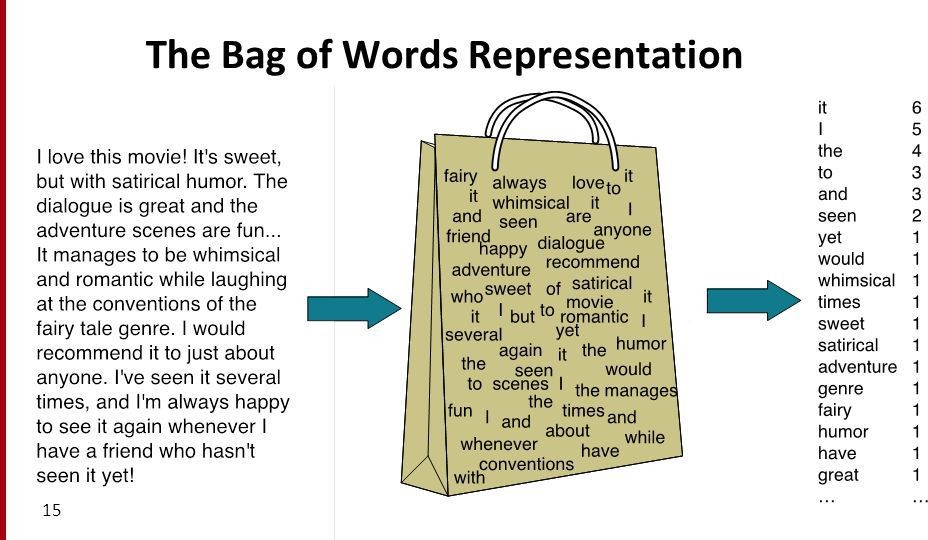 The Bag of Words Representation
I love this movie! It's sweet,
but with satirical humor. The
dialogue is great and the
adventure scenes are fun...
It manages to be whimsical
and romantic while laughing
at the conventions of the
fairy tale genre. I would
recommend it to just about
anyone. I've seen it several
times, and I'm always happy
to see it again whenever I
have a friend who hasn't
seen it yet!
15
fairy always love to it
it whimsical it I
and seen are anyone
friend happy dialogue
adventure recommend
who sweet of satirical it
it I but to movie romantic I
several yet
again it the humor
the seen would
to scenes I the manages
fun I and the times and
about
whenever have while
conventions
with
it 6
I 5
the 4
to 3
and 3
seen 2
yet 1
would 1
whimsical 1
times 1
sweet 1
satirical 1
adventure 1
genre 1
fairy 1
humor 1
have 1
great 1
... ...